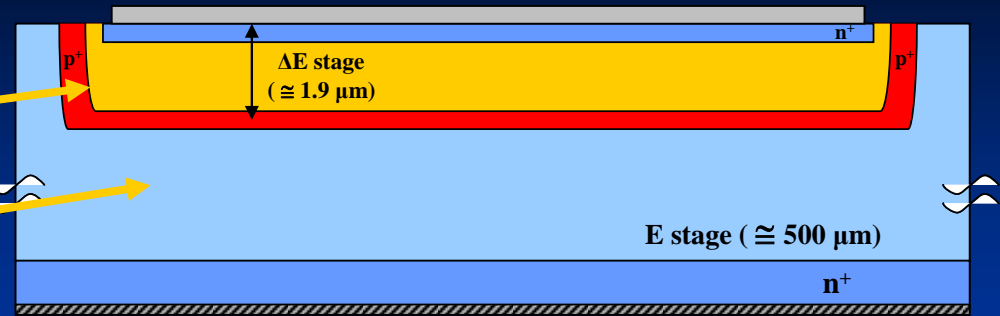 n⁺
p⁺
p⁺
ΔE stage
( ≅ 1.9 μm)
E stage ( ≅ 500 μm)
n⁺